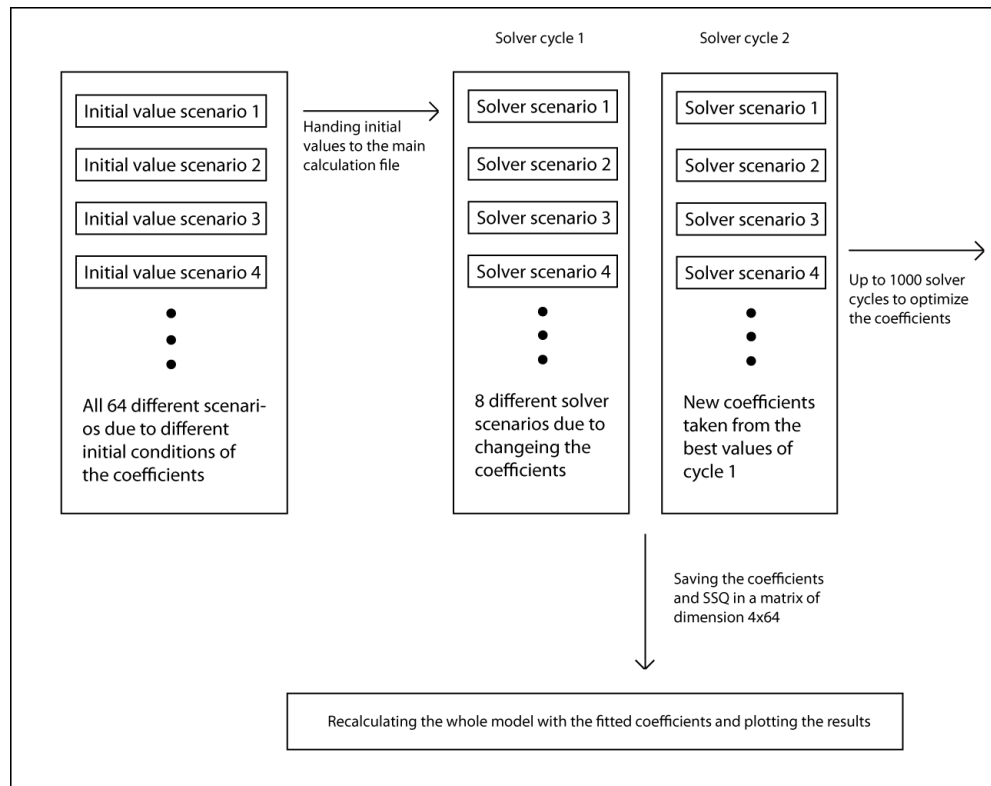 Solver cycle 1
Solver cycle 2
Initial value scenario 1
Initial value scenario 2
Initial value scenario 3
Initial value scenario 4
All 64 different scenari-
os due to different
initial conditions of
the coefficients
Handing initial
values to the main
calculation file
Solver scenario 1
Solver scenario 2
Solver scenario 3
Solver scenario 4
8 different solver
scenarios due to
changeing the
coefficients
Solver scenario 1
Solver scenario 2
Solver scenario 3
Solver scenario 4
New coefficients
taken from the
best values of
cycle 1
Up to 1000 solver
cycles to optimize
the coefficients
Saving the coefficients
and SSQ in a matrix of
dimension 4x64
Recalculating the whole model with the fitted coefficients and plotting the results